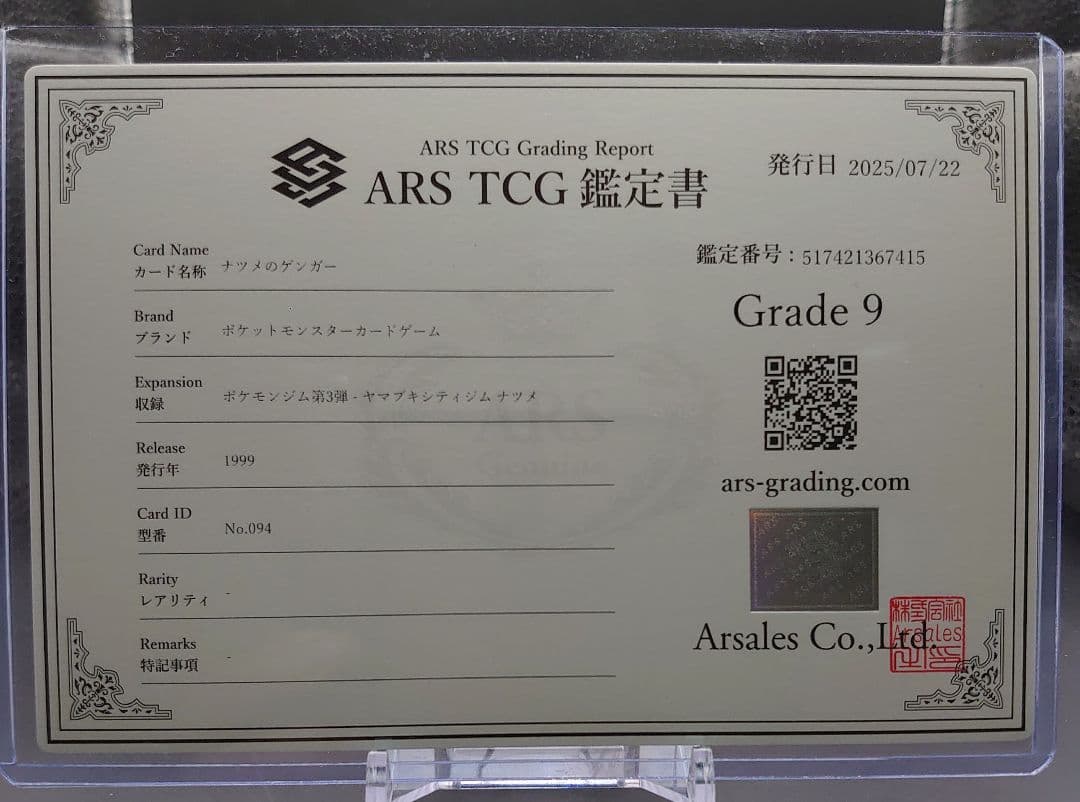 ARS TCG Grading Report
ARS TCG 鑑定書
発行日 2025/07/22
Card Name
カード名称 ナツメのゲンガー
Brand
ブランド ポケットモンスターカードゲーム
Expansion
収録 ポケモンジム第3弾 - ヤマブキシティジム ナツメ
Release
発行年 1999
Card ID
型番 No.094
Rarity
レアリティ -
Remarks
特記事項 -
鑑定番号：517421367415
Grade 9
ars-grading.com
Arsales Co.,Ltd.
Arsales